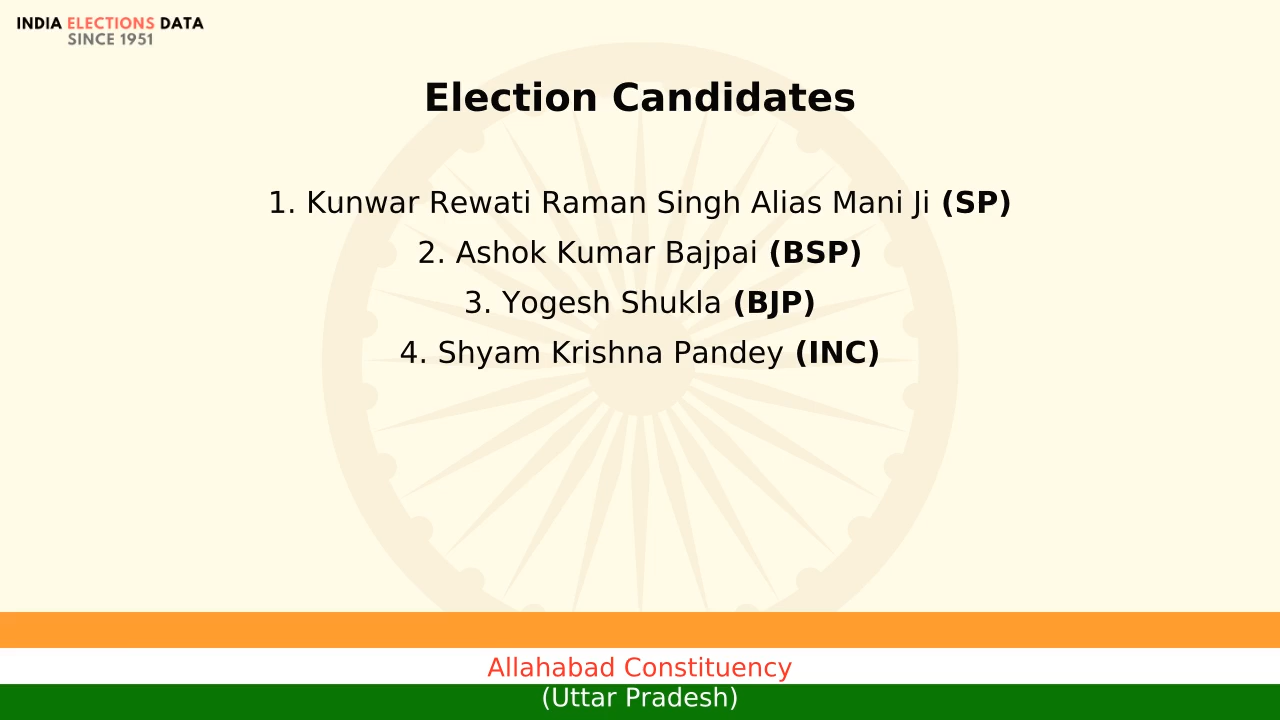 INDIA ELECTIONS DATA
SINCE 1951
Election Candidates
1. Kunwar Rewati Raman Singh Alias Mani Ji (SP)
2. Ashok Kumar Bajpai (BSP)
3. Yogesh Shukla (BJP)
4. Shyam Krishna Pandey (INC)
Allahabad Constituency
(Uttar Pradesh)